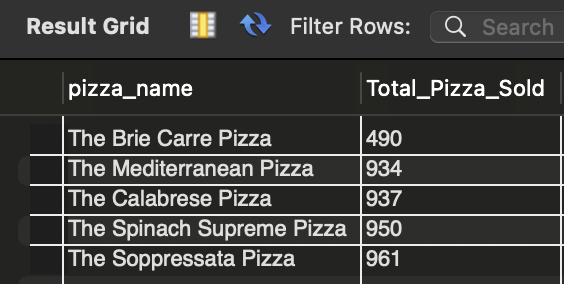 Result Grid Filter Rows: Search
pizza_name Total_Pizza_Sold
The Brie Carre Pizza 490
The Mediterranean Pizza 934
The Calabrese Pizza 937
The Spinach Supreme Pizza 950
The Soppressata Pizza 961